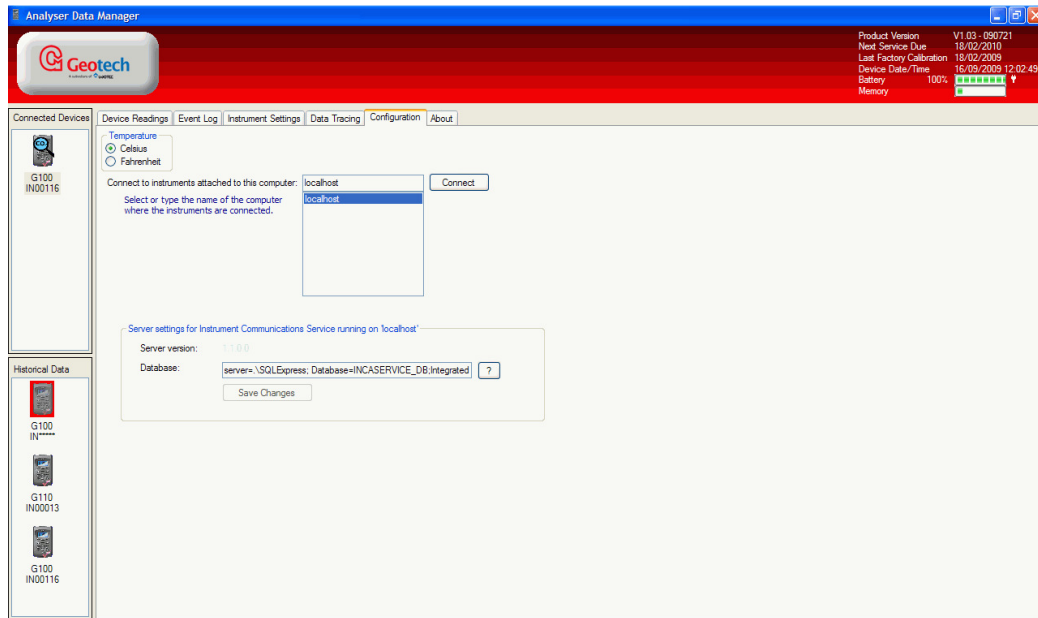 Analyser Data Manager
Geotech
Product Version V1.03 - 090721
Next Service Due 18/02/2010
Last Factory Calibration 18/02/2009
Device Date/Time 16/09/2009 12:02:49
Battery 100%
Memory
Connected Devices
G100
IN00116
Device Readings Event Log Instrument Settings Data Tracing Configuration About
Temperature
Celsius
Fahrenheit
Connect to instruments attached to this computer: localhost Connect
Select or type the name of the computer
where the instruments are connected.
localhost
Server settings for Instrument Communications Service running on 'localhost'
Server version: 1 1 0 0
Database: server=.\SQLExpress; Database=INCASERVICE_DB;Integrated ?
Save Changes
Historical Data
G100
IN*****
G110
IN00013
G100
IN00116